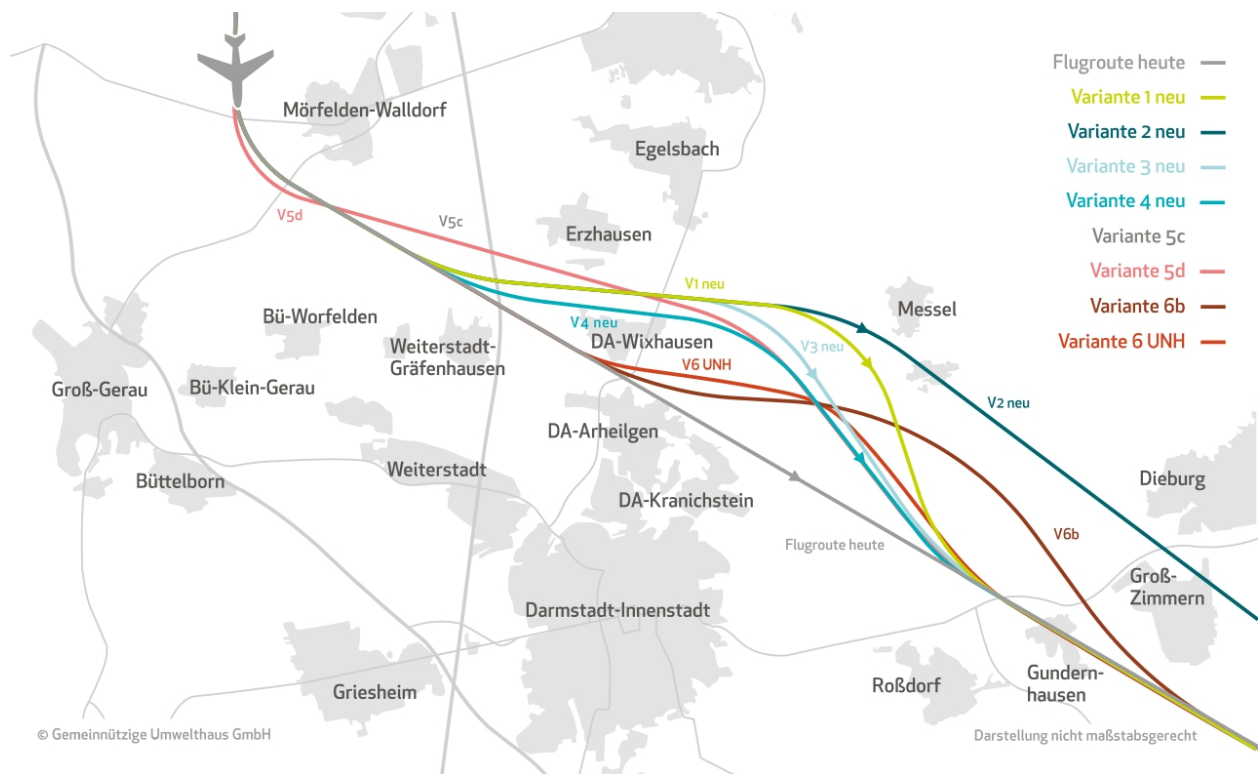 Flugroute heute
Variante 1 neu
Variante 2 neu
Variante 3 neu
Variante 4 neu
Variante 5c
Variante 5d
Variante 6b
Variante 6 UNH
Mörfelden-Walldorf
Egelsbach
V5d
V5c
Erzhausen
V1 neu
Messel
Bü-Worfelden
V4 neu
DA-Wixhausen
V3 neu
Weiterstadt-
Gräfenhausen
V6 UNH
Groß-Gerau
Bü-Klein-Gerau
V2 neu
DA-Arheilgen
Weiterstadt
Büttelborn
DA-Kranichstein
Dieburg
Flugroute heute
V6b
Groß-
Zimmern
Darmstadt-Innenstadt
Griesheim
Roßdorf
Gundern-
hausen
© Gemeinnützige Umwelthaus GmbH
Darstellung nicht maßstabsgerecht